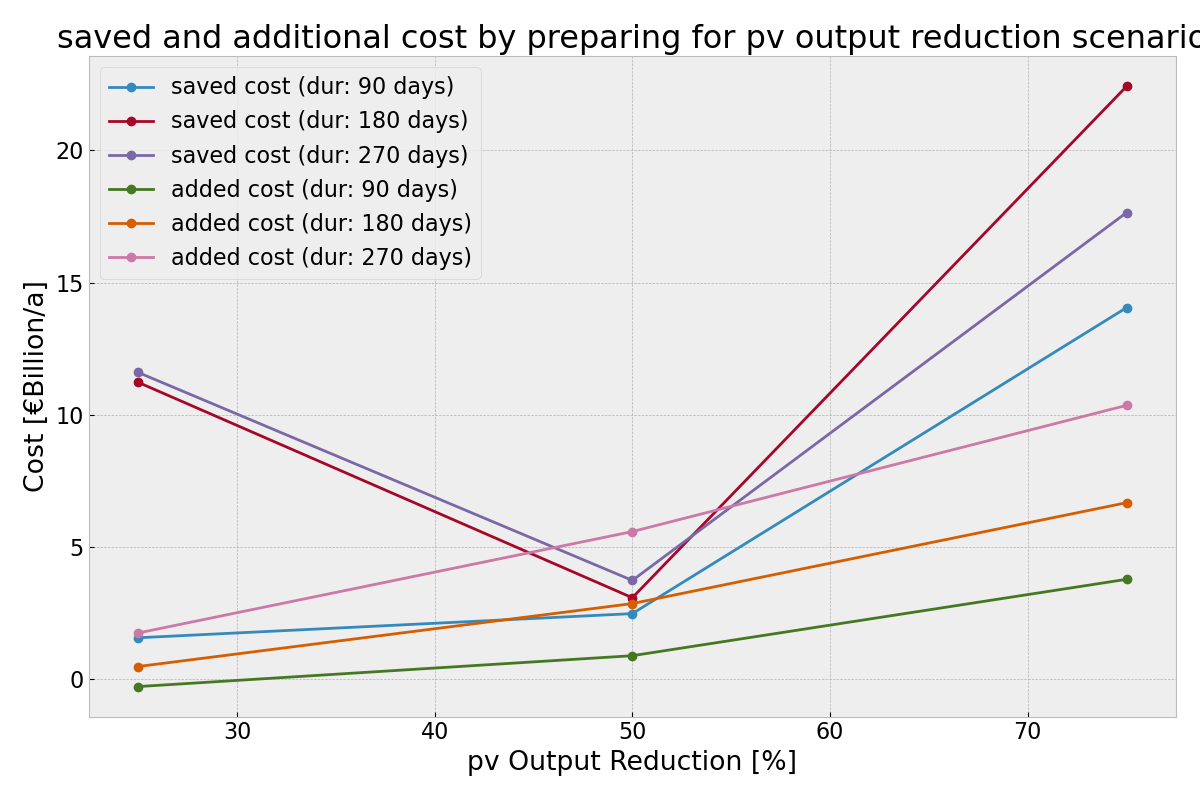 saved and additional cost by preparing for pv output reduction scenario
saved cost (dur: 90 days)
saved cost (dur: 180 days)
saved cost (dur: 270 days)
added cost (dur: 90 days)
added cost (dur: 180 days)
added cost (dur: 270 days)
Cost [€Billion/a]
20
15
10
5
0
30 40 50 60 70
pv Output Reduction [%]